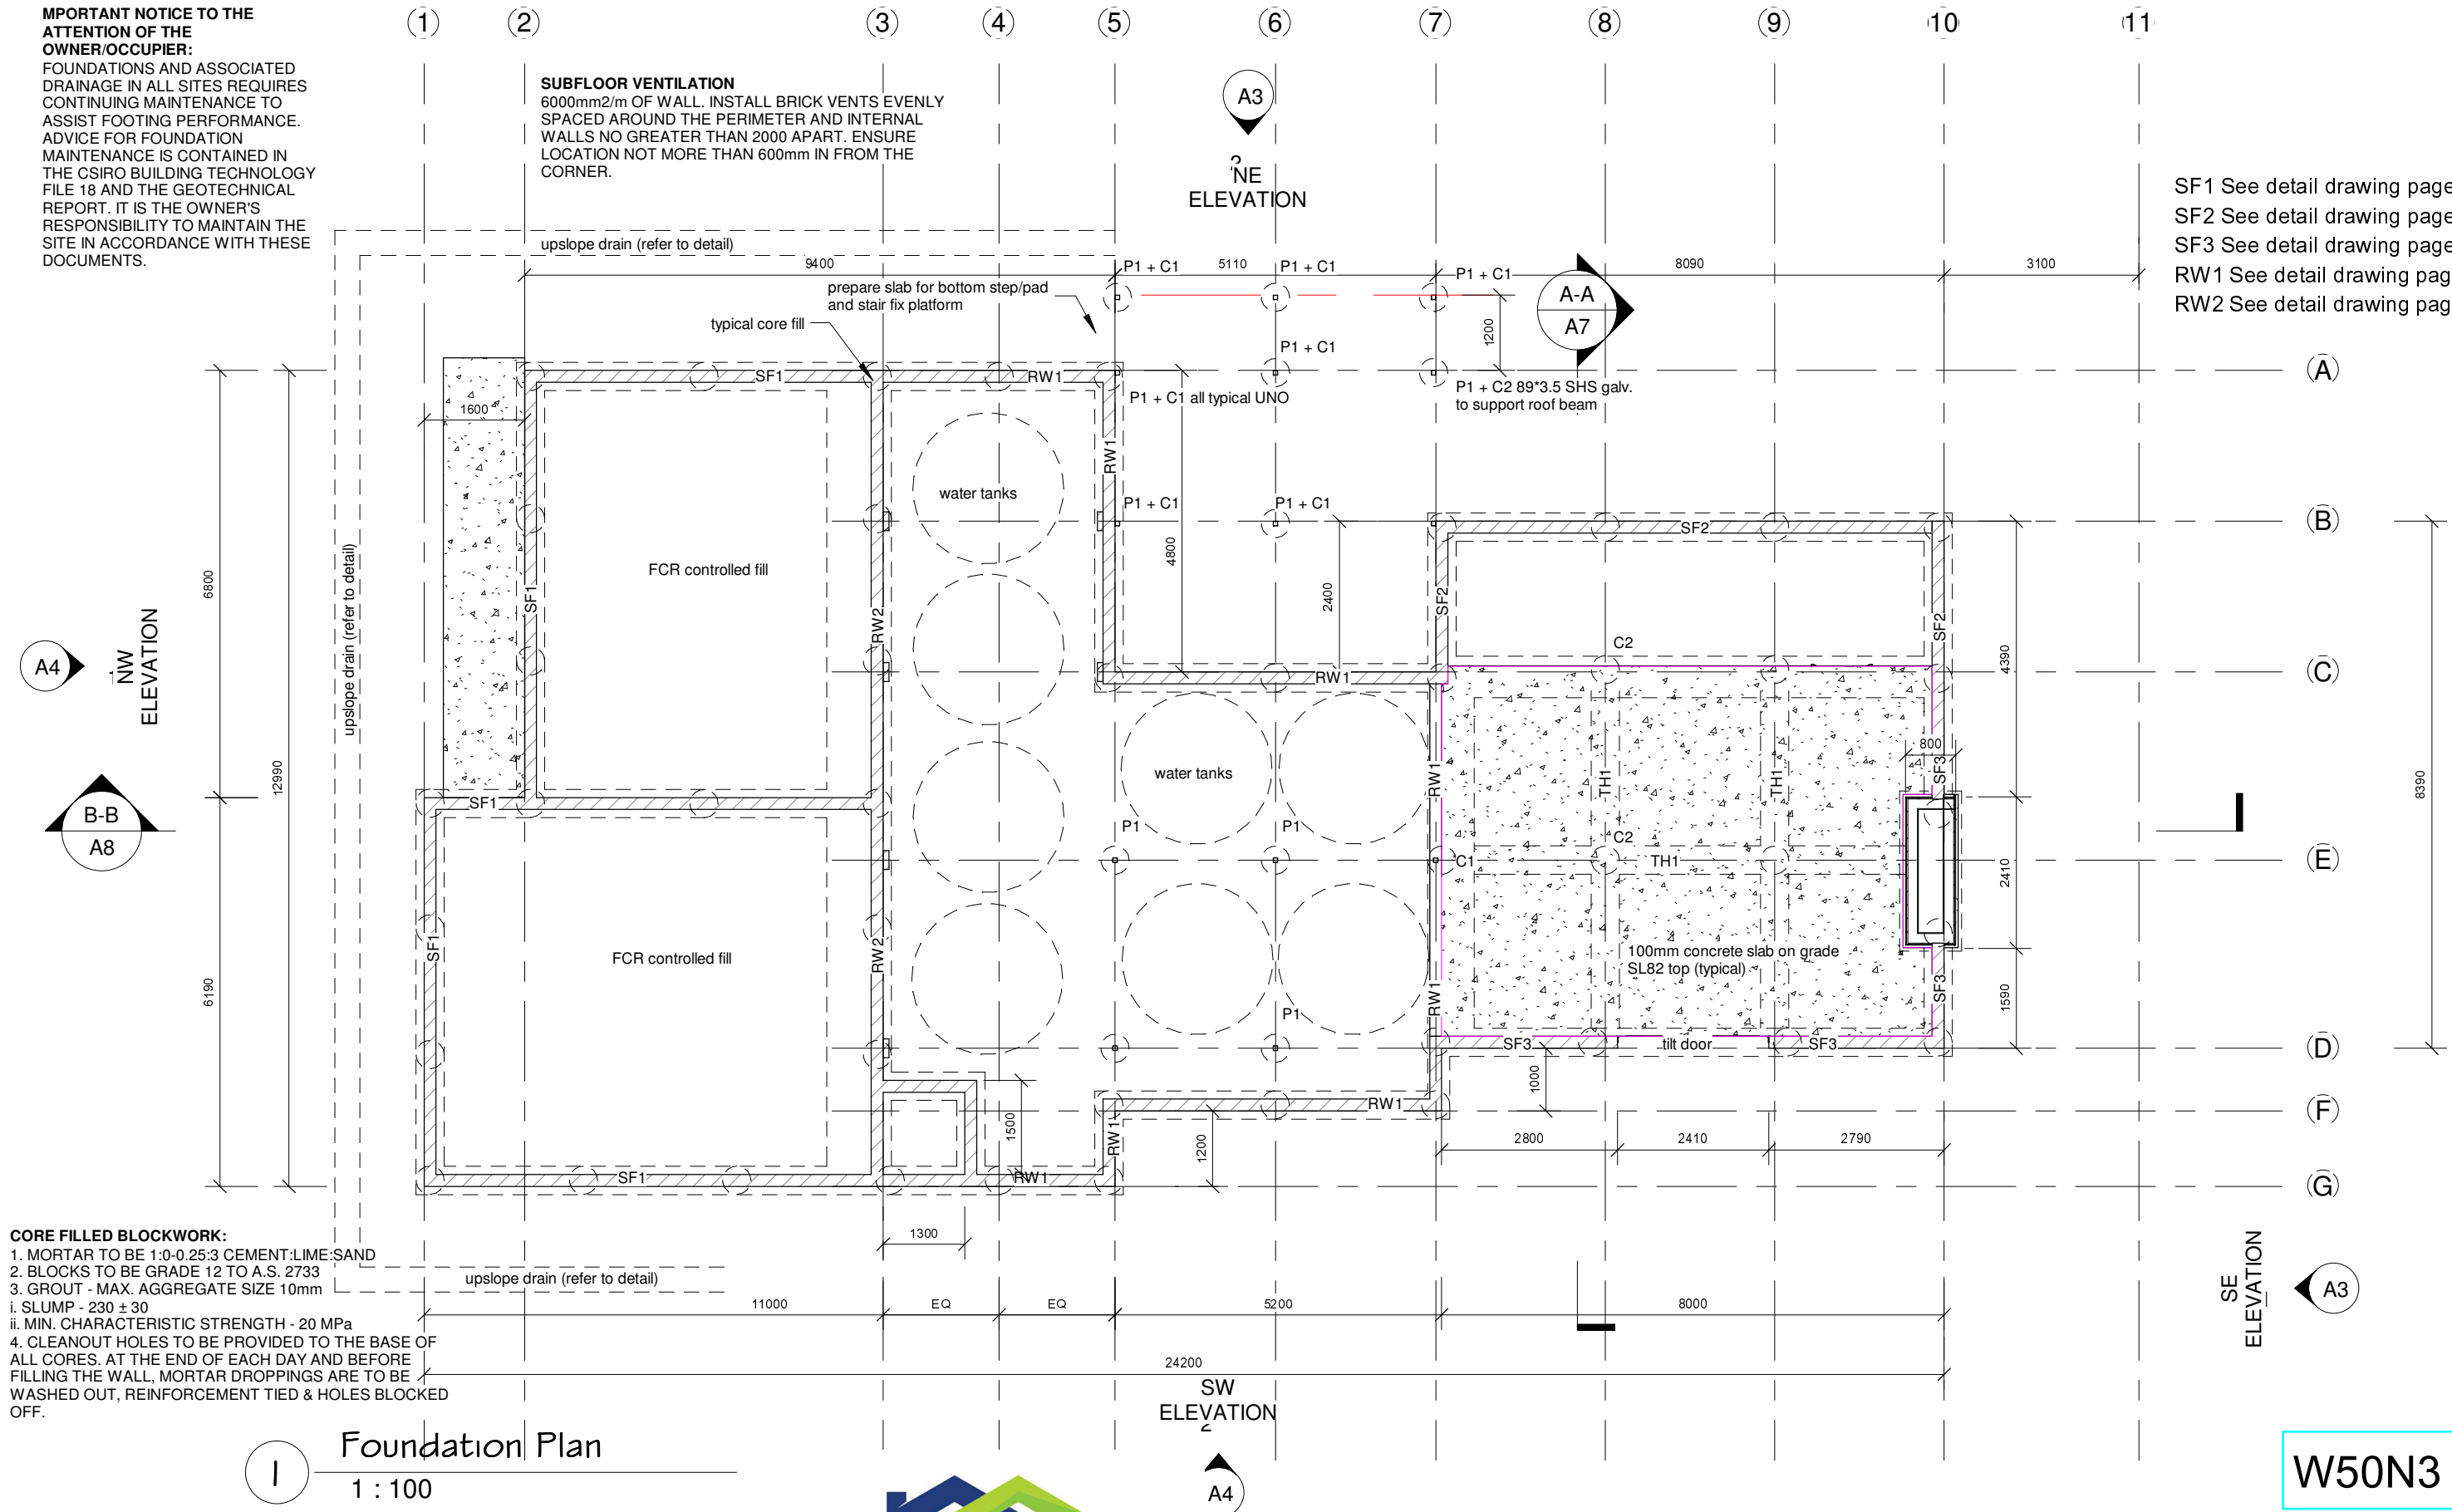 MPORTANT NOTICE TO THE
ATTENTION OF THE
OWNER/OCCUPIER:
FOUNDATIONS AND ASSOCIATED
DRAINAGE IN ALL SITES REQUIRES
CONTINUING MAINTENANCE TO
ASSIST FOOTING PERFORMANCE.
ADVICE FOR FOUNDATION
MAINTENANCE IS CONTAINED IN
THE CSIRO BUILDING TECHNOLOGY
FILE 18 AND THE GEOTECHNICAL
REPORT. IT IS THE OWNER'S
RESPONSIBILITY TO MAINTAIN THE
SITE IN ACCORDANCE WITH THESE
DOCUMENTS.
1 2 3 4 5 6 7 8 9 10 11
SUBFLOOR VENTILATION
6000mm2/m OF WALL. INSTALL BRICK VENTS EVENLY
SPACED AROUND THE PERIMETER AND INTERNAL
WALLS NO GREATER THAN 2000 APART. ENSURE
LOCATION NOT MORE THAN 600mm IN FROM THE
CORNER.
A3
NE
ELEVATION
SF1 See detail drawing page
SF2 See detail drawing page
SF3 See detail drawing page
RW1 See detail drawing pag
RW2 See detail drawing pag
upslope drain (refer to detail)
9400
P1 + C1
5110
P1 + C1
P1 + C1
8090
3100
prepare slab for bottom step/pad
and stair fix platform
typical core fill
A-A
A7
1200
P1 + C1
SF1
RW1
A
P1 + C1 all typical UNO
P1 + C2 89*3.5 SHS galv.
to support roof beam
1600
RW1
water tanks
P1 + C1
P1 + C1
SF2
B
4800
2400
FCR controlled fill
upslope drain (refer to detail)
6800
12990
SF1
RW2
SF2
SF2
C2
4390
A4
NW
ELEVATION
RW1
C
800
water tanks
RW1
TH1
TH1
SF3
8390
SF1
B-B
A8
P1
P1
C1
C2
TH1
2410
E
SF1
RW2
FCR controlled fill
6190
100mm concrete slab on grade
SL82 top (typical)
RW1
SF3
1590
P1
SF3
tilt door
SF3
D
1000
RW1
F
1500
RW1
1200
2800
2410
2790
SF1
RW1
G
1300
CORE FILLED BLOCKWORK:
1. MORTAR TO BE 1:0-0.25:3 CEMENT:LIME:SAND
2. BLOCKS TO BE GRADE 12 TO A.S. 2733
3. GROUT - MAX. AGGREGATE SIZE 10mm
i. SLUMP - 230 ± 30
ii. MIN. CHARACTERISTIC STRENGTH - 20 MPa
4. CLEANOUT HOLES TO BE PROVIDED TO THE BASE OF
ALL CORES. AT THE END OF EACH DAY AND BEFORE
FILLING THE WALL, MORTAR DROPPINGS ARE TO BE
WASHED OUT, REINFORCEMENT TIED & HOLES BLOCKED
OFF.
upslope drain (refer to detail)
11000
EQ
EQ
5200
8000
SE
ELEVATION
A3
24200
SW
ELEVATION
A4
1
Foundation Plan
1 : 100
W50N3